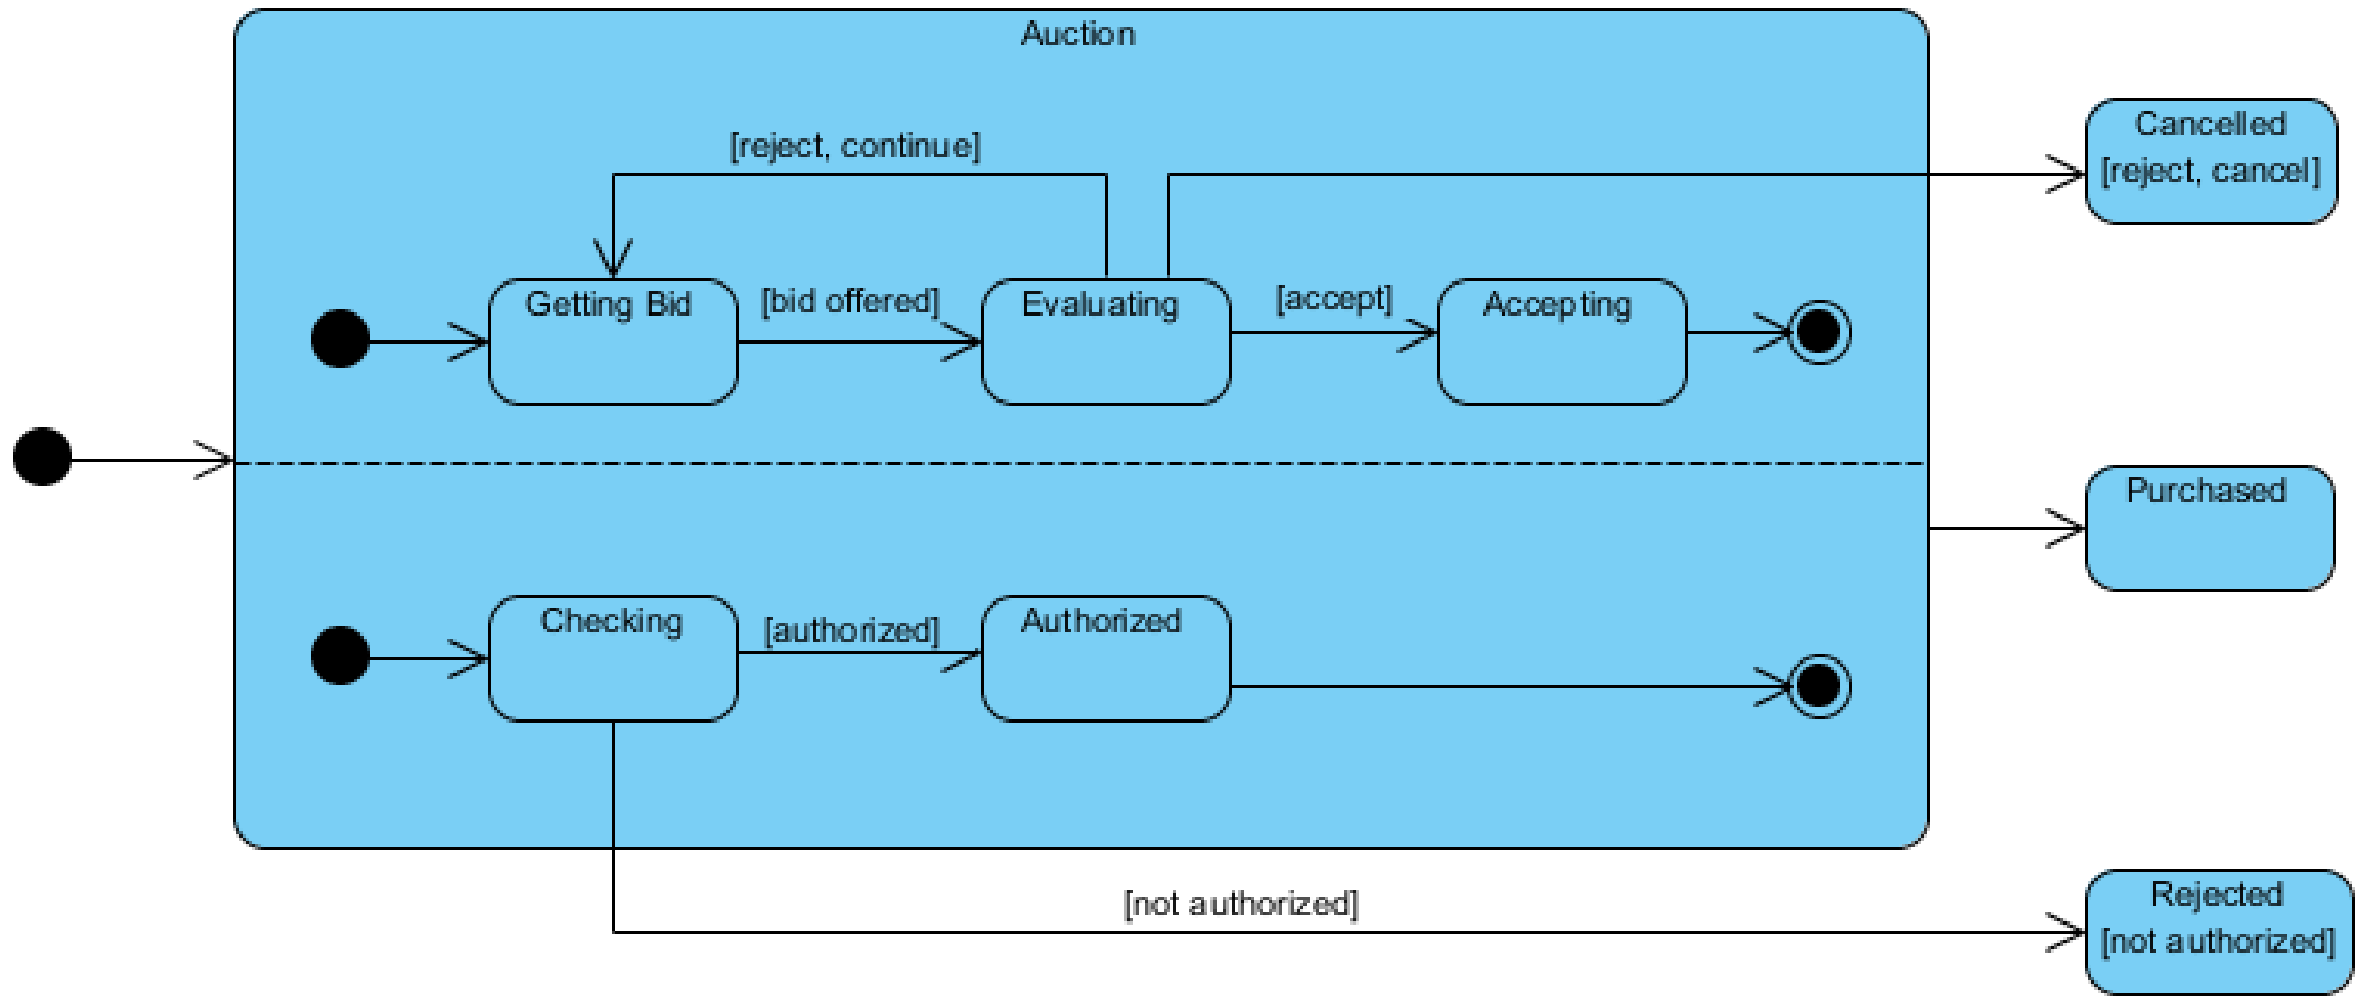 Auction
[reject, continue]
Cancelled
[reject, cancel]
Getting Bid
[bid offered]
Evaluating
[accept]
Accepting
Purchased
Checking
[authorized]
Authorized
[not authorized]
Rejected
[not authorized]